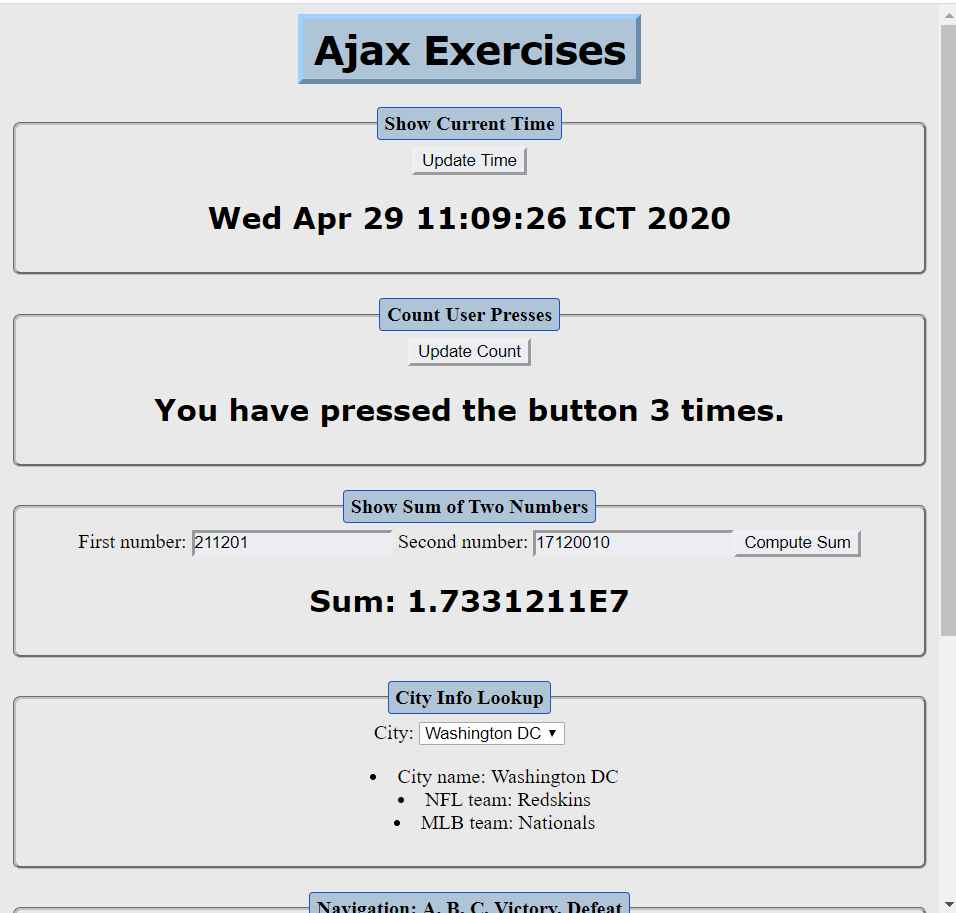 Ajax Exercises
Show Current Time
Update Time
Wed Apr 29 11:09:26 ICT 2020
Count User Presses
Update Count
You have pressed the button 3 times.
Show Sum of Two Numbers
First number: 211201 Second number: 17120010 Compute Sum
Sum: 1.7331211E7
City Info Lookup
City: Washington DC
• City name: Washington DC
• NFL team: Redskins
• MLB team: Nationals
Navigation: A, B, C, Victory, Defeat